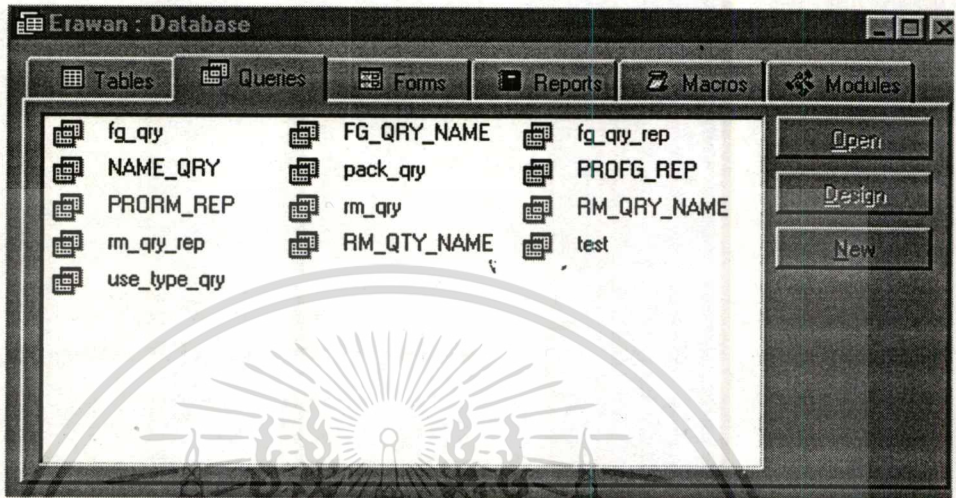 Erawan : Database
Tables Queries Forms Reports Macros Modules
fg_qry FG_QRY_NAME fg_qry_rep Open
NAME_QRY pack_qry PROFG_REP
PRORM_REP rm_qry RM_QRY_NAME Design
rm_qry_rep RM_QTY_NAME test New
use_type_qry